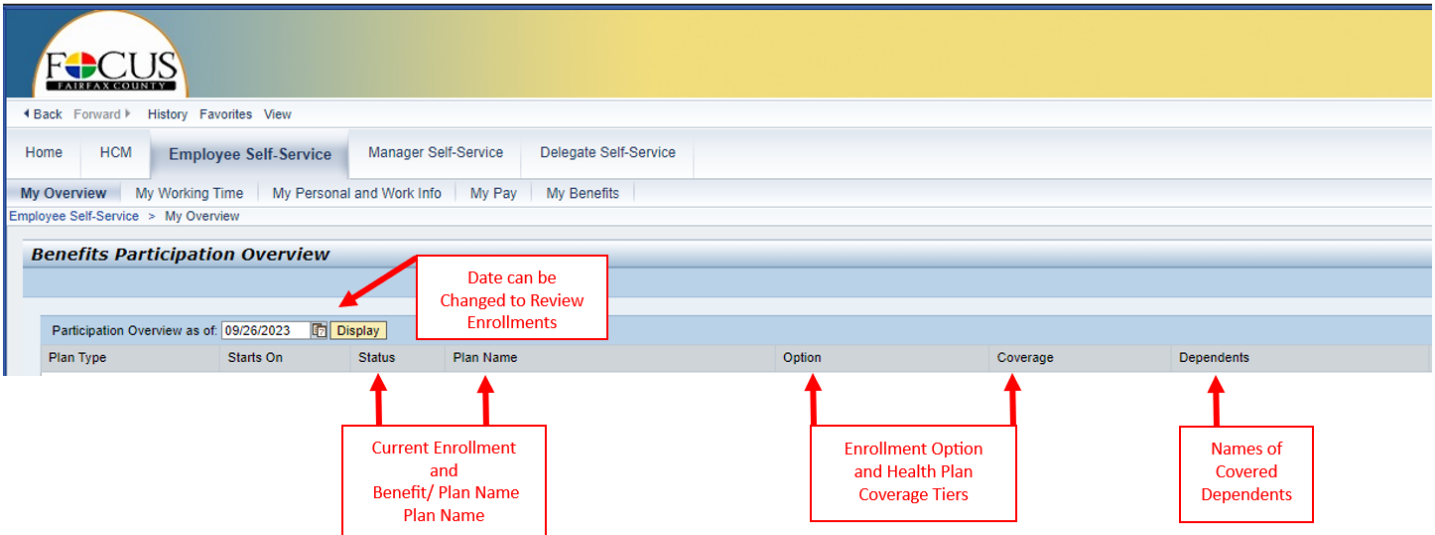 FOCUS
FAIRFAX COUNTY
Back Forward History Favorites View
Home HCM Employee Self-Service Manager Self-Service Delegate Self-Service
My Overview My Working Time My Personal and Work Info My Pay My Benefits
Employee Self-Service > My Overview
Benefits Participation Overview
Date can be
Changed to Review
Enrollments
Participation Overview as of: 09/26/2023 Display
Plan Type Starts On Status Plan Name Option Coverage Dependents
Current Enrollment
and
Benefit/ Plan Name
Plan Name
Enrollment Option
and Health Plan
Coverage Tiers
Names of
Covered
Dependents